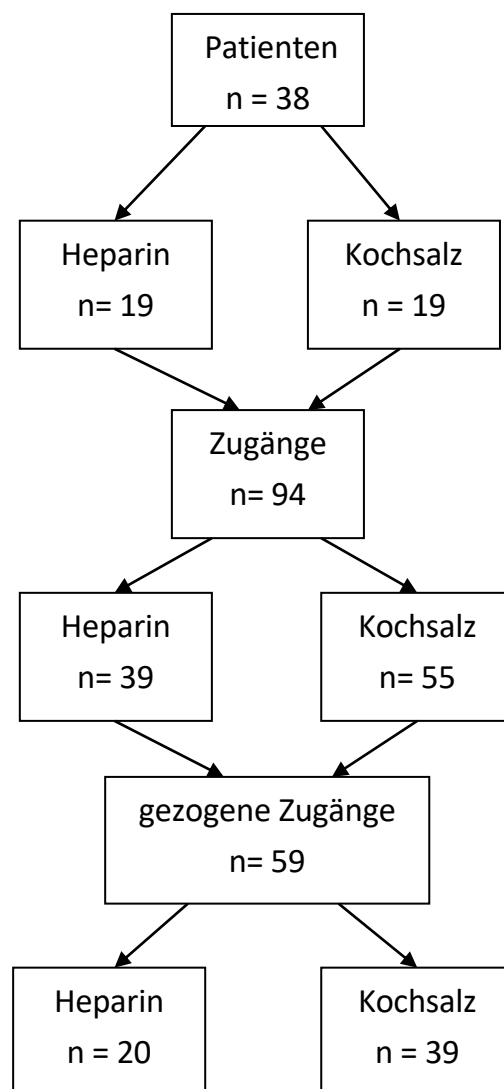 Patienten
n = 38
Heparin
n= 19
Kochsalz
n = 19
Zugänge
n= 94
Heparin
n= 39
Kochsalz
n= 55
gezogene Zugänge
n= 59
Heparin
n = 20
Kochsalz
n= 39